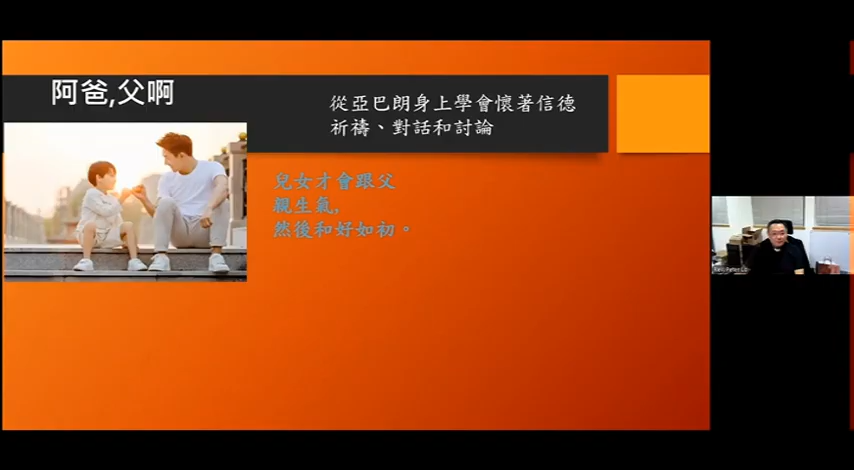 阿爸,父啊
從亞巴朗身上學會懷著信德
祈禱、對話和討論
兒女才會跟父
親生氣,
然後和好如初。